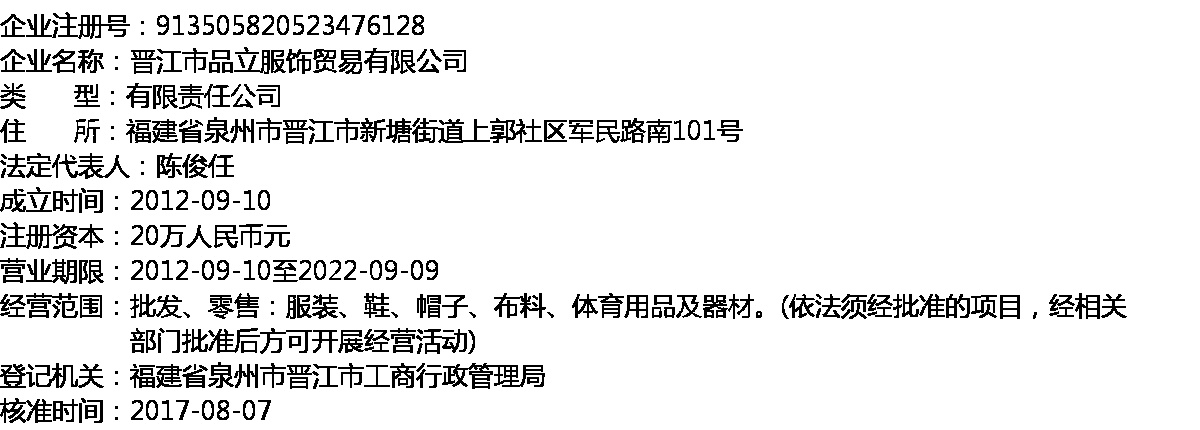 企业注册号：913505820523476128
企业名称：晋江市品立服饰贸易有限公司
类　　型：有限责任公司
住　　所：福建省泉州市晋江市新塘街道上郭社区军民路南101号
法定代表人：陈俊任
成立时间：2012-09-10
注册资本：20万人民币元
营业期限：2012-09-10至2022-09-09
经营范围：批发、零售：服装、鞋、帽子、布料、体育用品及器材。(依法须经批准的项目，经相关
部门批准后方可开展经营活动)
登记机关：福建省泉州市晋江市工商行政管理局
核准时间：2017-08-07